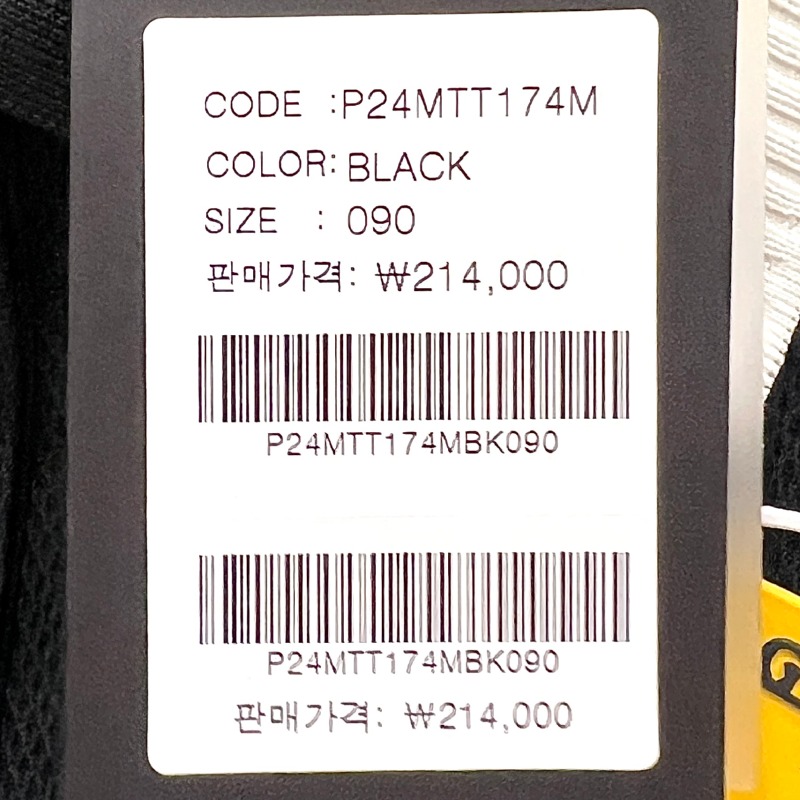 CODE :P24MTT174M
COLOR: BLACK
SIZE : 090
판매가격: ₩214,000
P24MTT174MBK090
P24MTT174MBK090
판매가격: ₩214,000